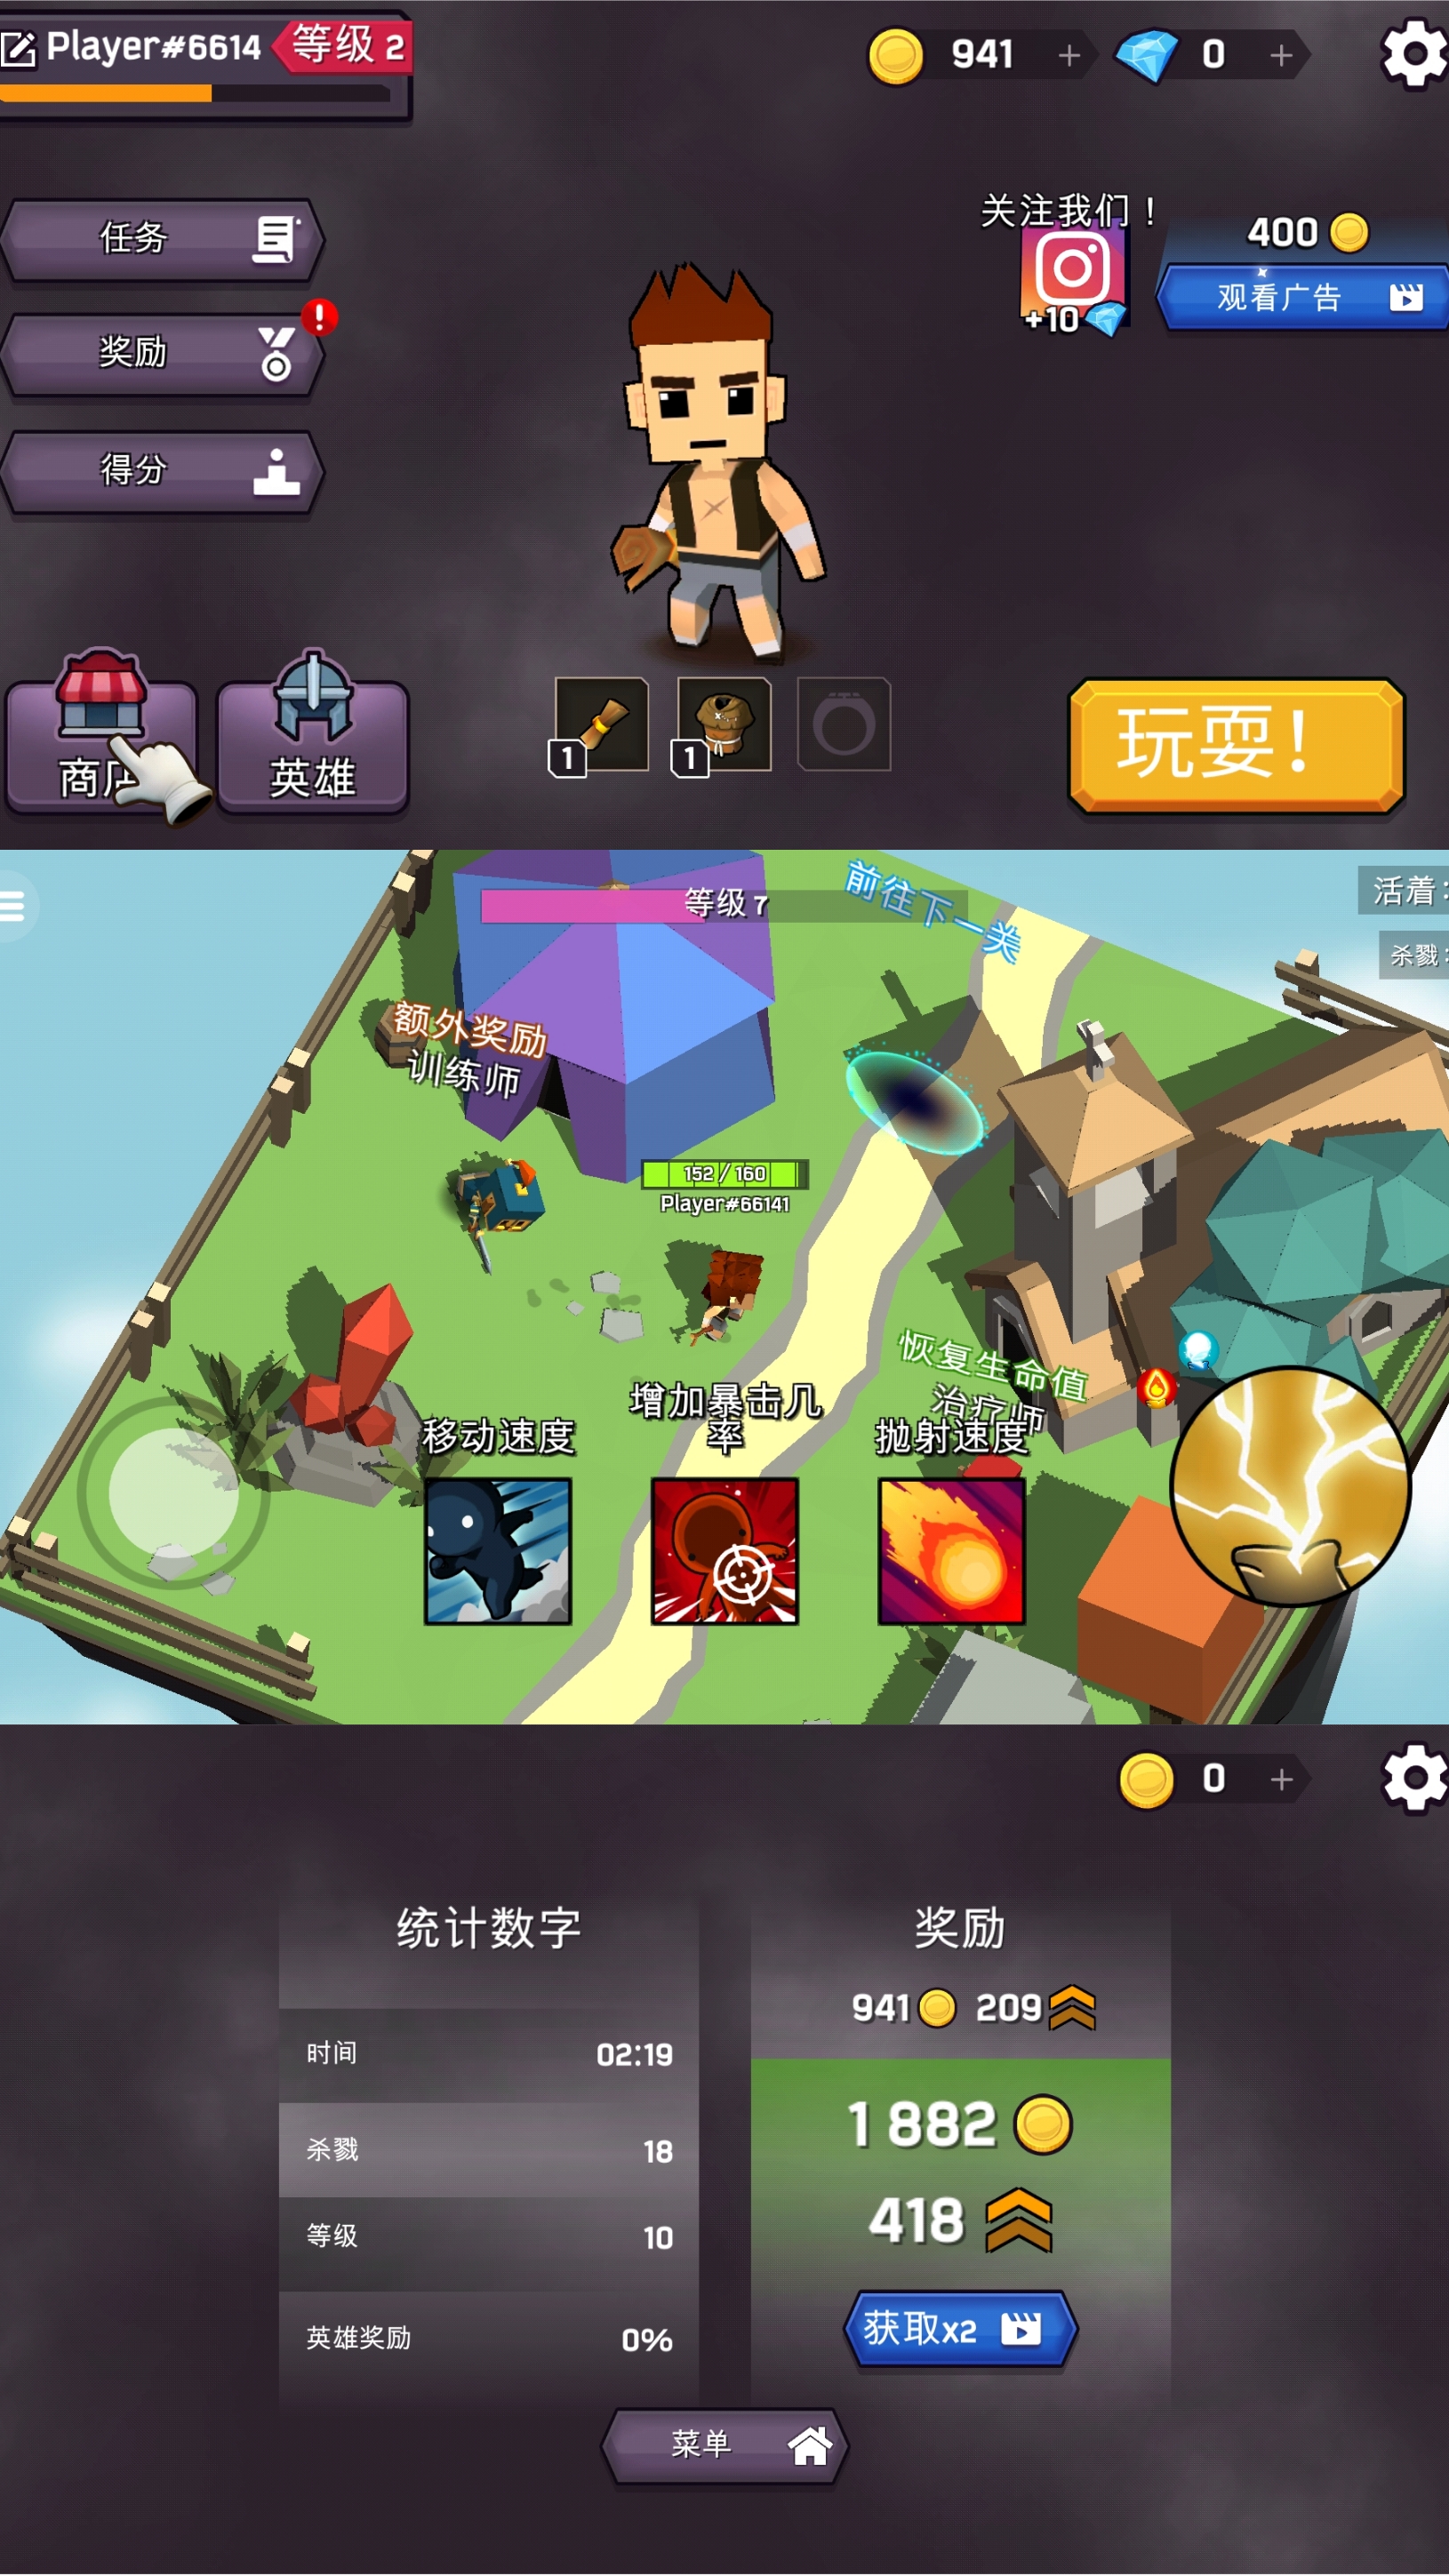 Player#6614 等级 2
941 + 0 +
任务
奖励
得分
关注我们！
+10
400
观看广告
商店
英雄
1
1
玩耍！
等级 7
前往下一关
活着：
杀戮：
额外奖励
训练师
152 / 160
Player#66141
恢复生命值
治疗师
移动速度
增加暴击几
率
抛射速度
0 +
统计数字
时间 02:19
杀戮 18
等级 10
英雄奖励 0%
奖励
941 209
1 882
418
获取x2
菜单